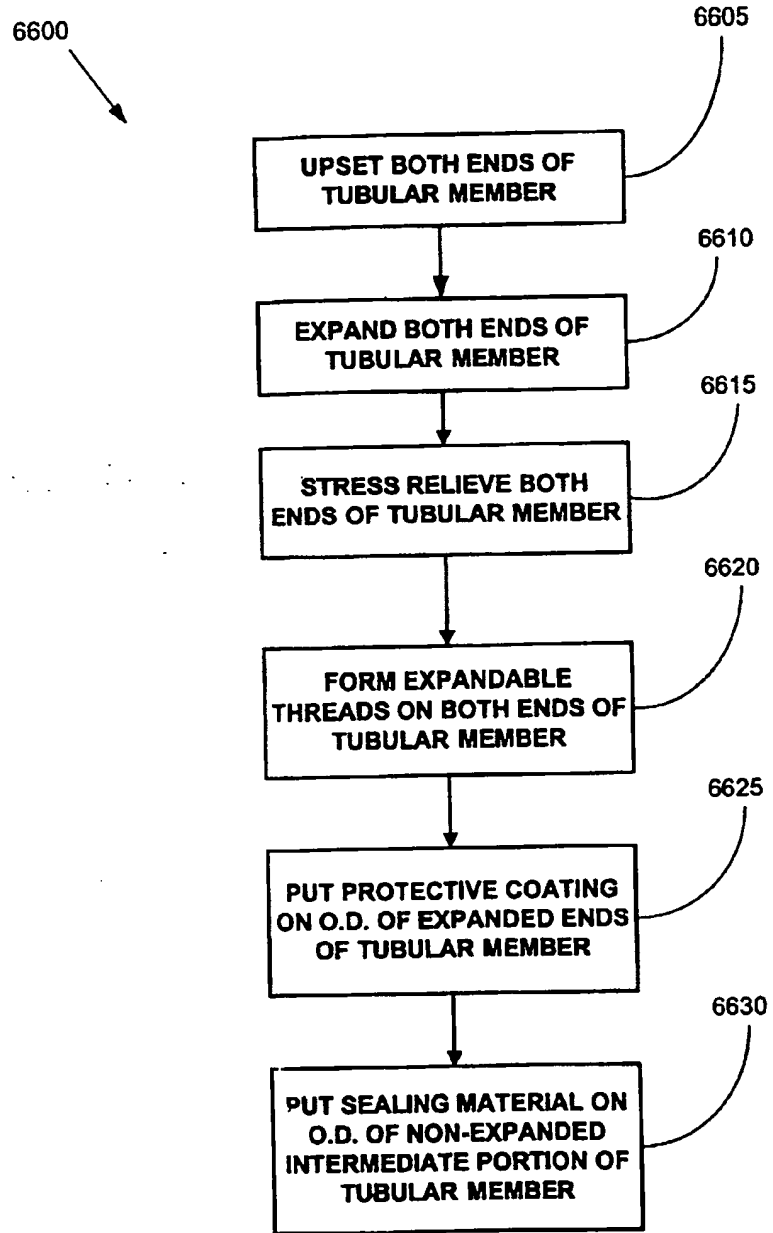 6600
6605
UPSET BOTH ENDS OF
TUBULAR MEMBER
6610
EXPAND BOTH ENDS OF
TUBULAR MEMBER
6615
STRESS RELIEVE BOTH
ENDS OF TUBULAR MEMBER
6620
FORM EXPANDABLE
THREADS ON BOTH ENDS OF
TUBULAR MEMBER
6625
PUT PROTECTIVE COATING
ON O.D. OF EXPANDED ENDS
OF TUBULAR MEMBER
6630
PUT SEALING MATERIAL ON
O.D. OF NON-EXPANDED
INTERMEDIATE PORTION OF
TUBULAR MEMBER